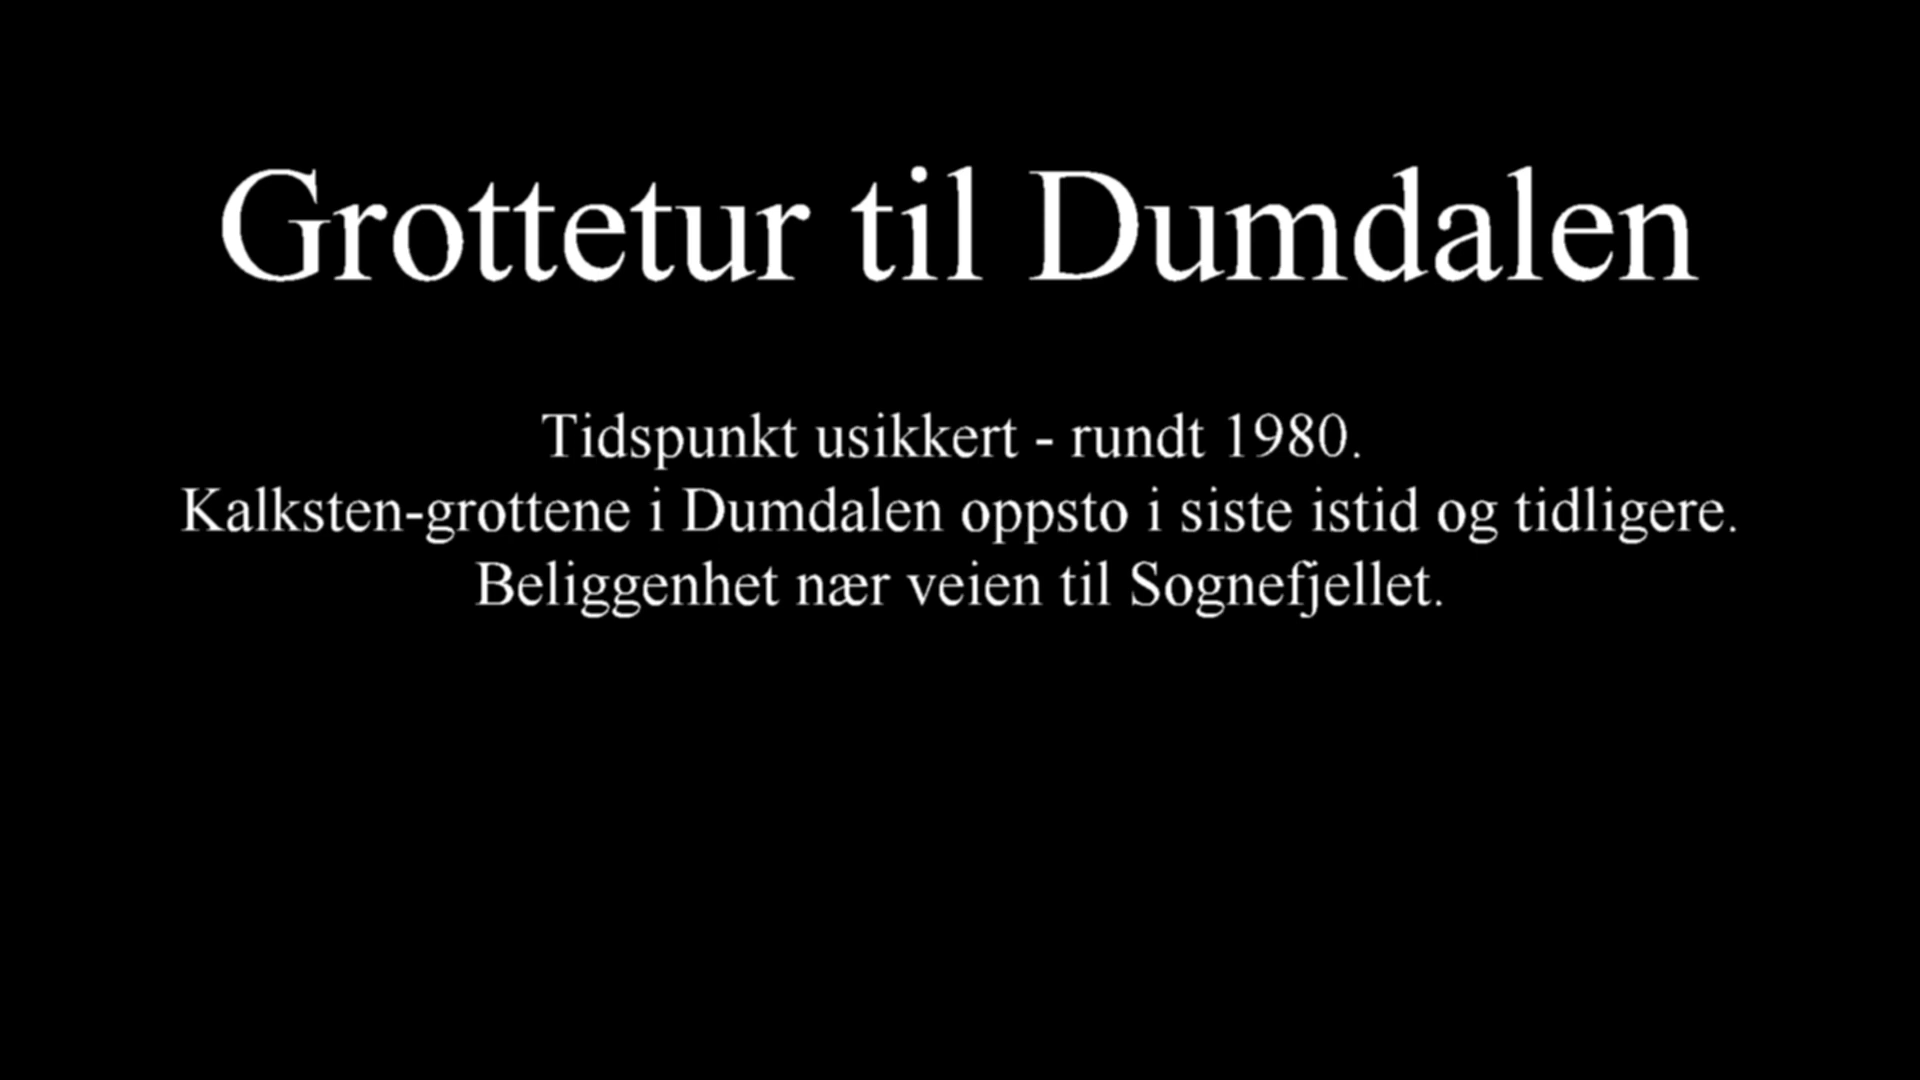 Grottetur til Dumdalen
Tidspunkt usikkert - rundt 1980.
Kalksten-grottene i Dumdalen oppsto i siste istid og tidligere.
Beliggenhet nær veien til Sognefjellet.